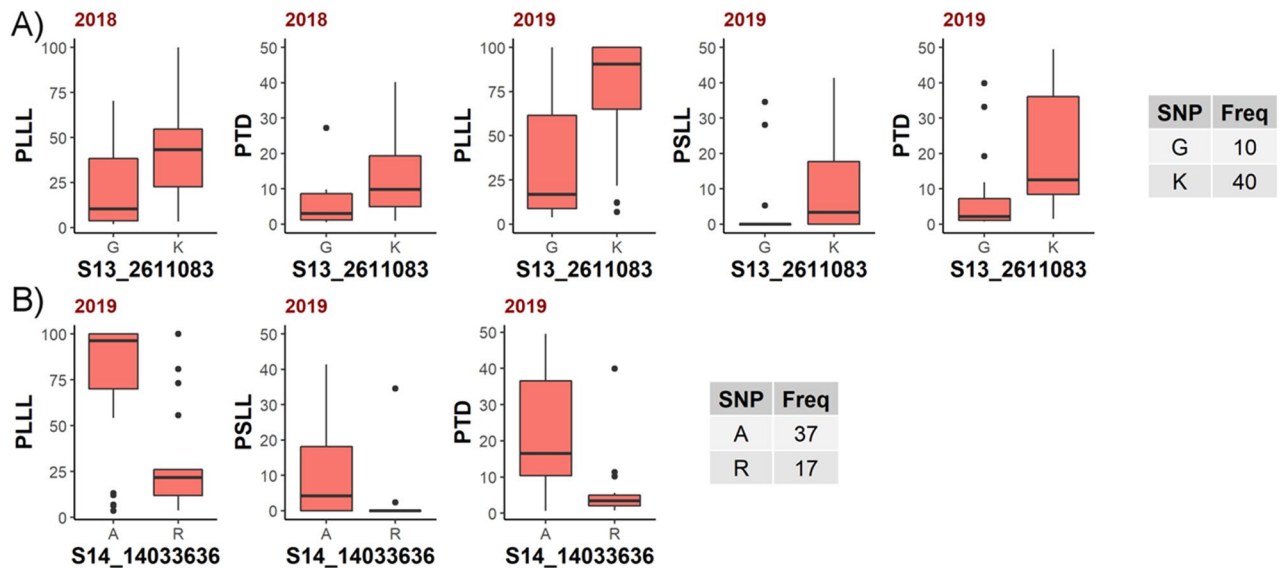 A)
2018 2018 2019 2019 2019
PLLL
100
75
50
25
0
G K
S13_2611083
PTD
50
40
30
20
10
0
G K
S13_2611083
PLLL
100
75
50
25
0
G K
S13_2611083
PSLL
50
40
30
20
10
0
G K
S13_2611083
PTD
50
40
30
20
10
0
G K
S13_2611083
SNP Freq
G 10
K 40
B)
2019 2019 2019
PLLL
100
75
50
25
0
A R
S14_14033636
PSLL
50
40
30
20
10
0
A R
S14_14033636
PTD
50
40
30
20
10
0
A R
S14_14033636
SNP Freq
A 37
R 17